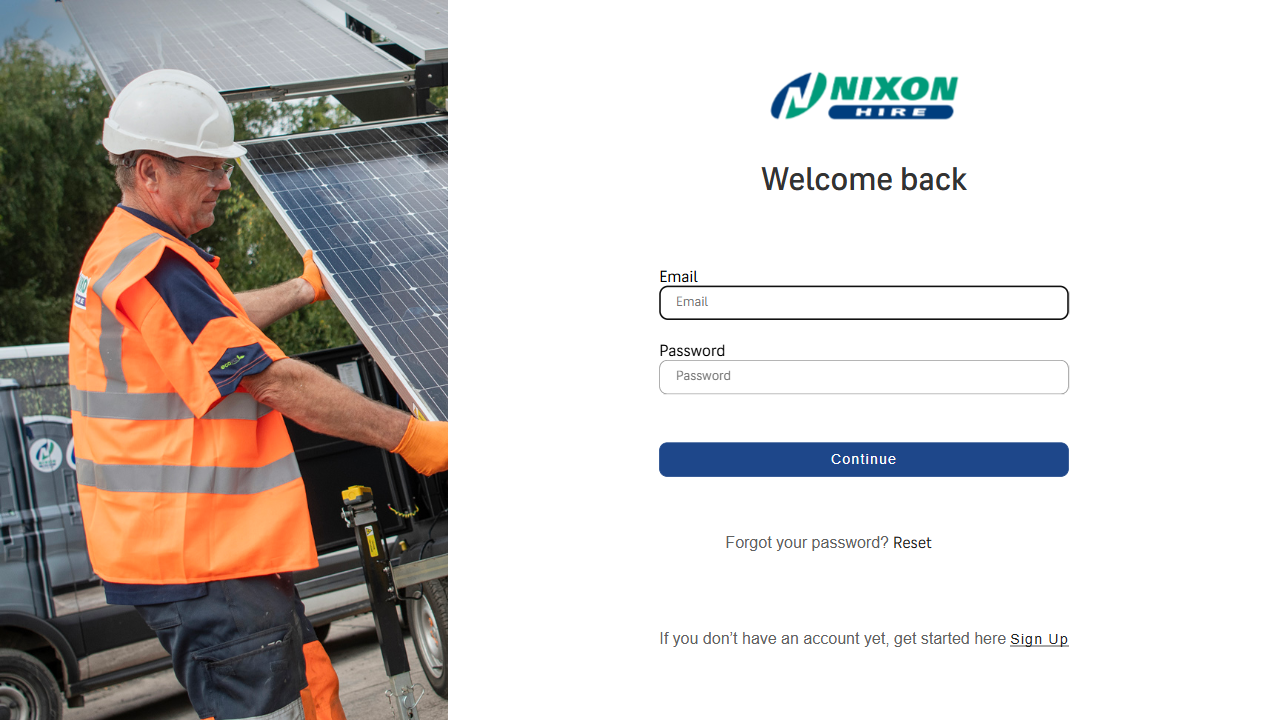 NIXON
HIRE
Welcome back
Email
Email
Password
Password
Continue
Forgot your password? Reset
If you don’t have an account yet, get started here Sign Up
eco